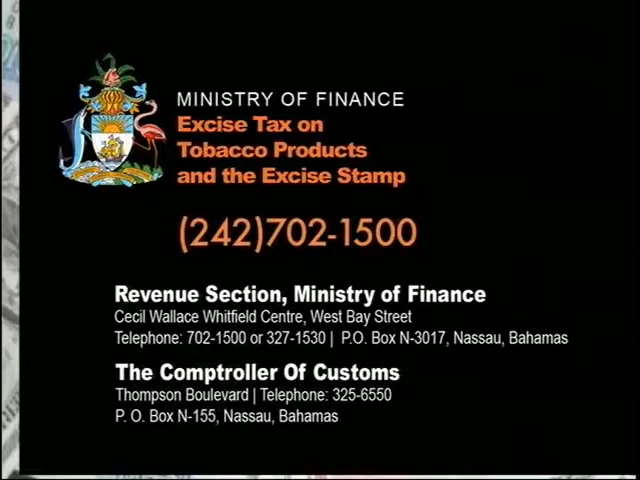 MINISTRY OF FINANCE
Excise Tax on
Tobacco Products
and the Excise Stamp
(242)702-1500
Revenue Section, Ministry of Finance
Cecil Wallace Whitfield Centre, West Bay Street
Telephone: 702-1500 or 327-1530 | P.O. Box N-3017, Nassau, Bahamas
The Comptroller Of Customs
Thompson Boulevard | Telephone: 325-6550
P. O. Box N-155, Nassau, Bahamas